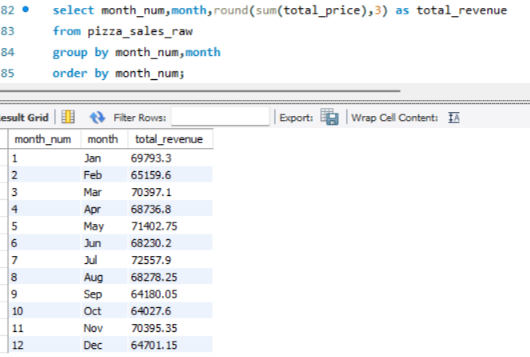 82 select month_num,month,round(sum(total_price),3) as total_revenue
83 from pizza_sales_raw
84 group by month_num,month
85 order by month_num;
Result Grid Filter Rows: Export: Wrap Cell Content: IA
month_num month total_revenue
1 Jan 69793.3
2 Feb 65159.6
3 Mar 70397.1
4 Apr 68736.8
5 May 71402.75
6 Jun 68230.2
7 Jul 72557.9
8 Aug 68278.25
9 Sep 64180.05
10 Oct 64027.6
11 Nov 70395.35
12 Dec 64701.15